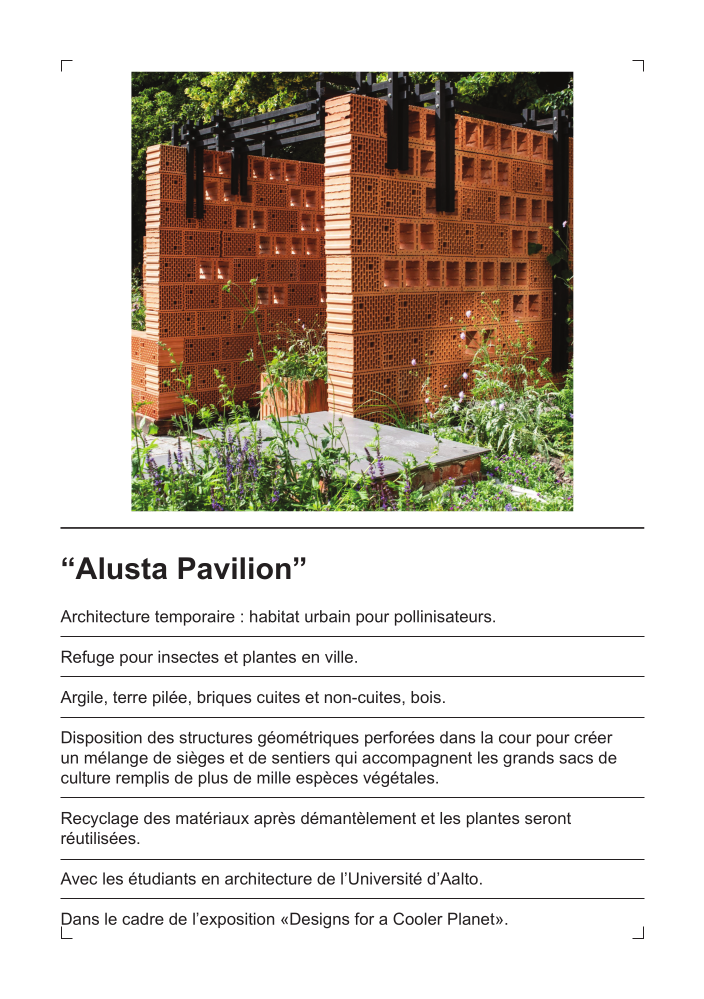 “Alusta Pavilion”
Architecture temporaire : habitat urbain pour pollinisateurs.
Refuge pour insectes et plantes en ville.
Argile, terre pilée, briques cuites et non-cuites, bois.
Disposition des structures géométriques perforées dans la cour pour créer
un mélange de sièges et de sentiers qui accompagnent les grands sacs de
culture remplis de plus de mille espèces végétales.
Recyclage des matériaux après démantèlement et les plantes seront
réutilisées.
Avec les étudiants en architecture de l’Université d’Aalto.
Dans le cadre de l’exposition «Designs for a Cooler Planet».